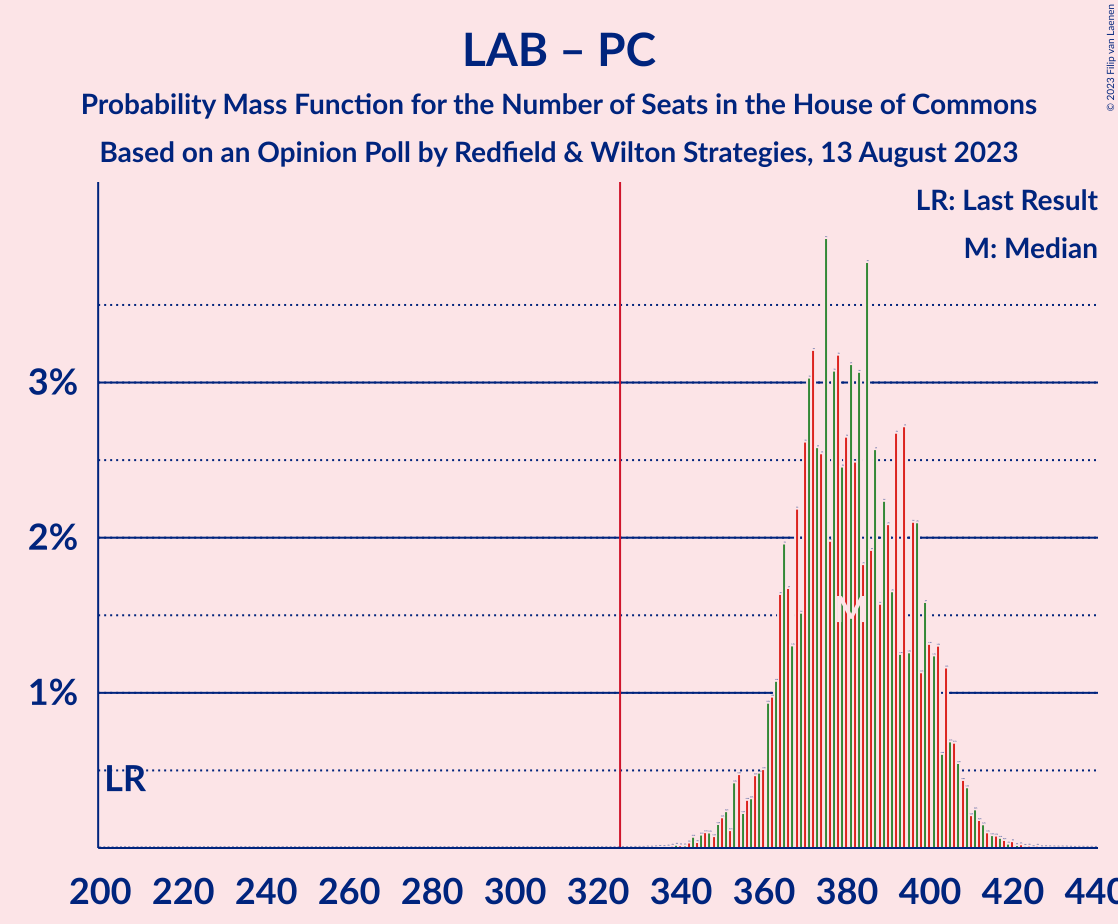 LAB – PC
Probability Mass Function for the Number of Seats in the House of Commons
Based on an Opinion Poll by Redfield & Wilton Strategies, 13 August 2023
© 2023 Filip van Laenen
LR: Last Result
M: Median
3%
2%
1%
M
LR
200 220 240 260 280 300 320 340 360 380 400 420 440